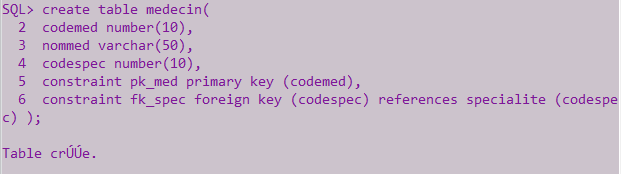 SQL> create table medecin(
  2  codemed number(10),
  3  nommed varchar(50),
  4  codespec number(10),
  5  constraint pk_med primary key (codemed),
  6  constraint fk_spec foreign key (codespec) references specialite (codespe
c) );
Table crÚÚe.